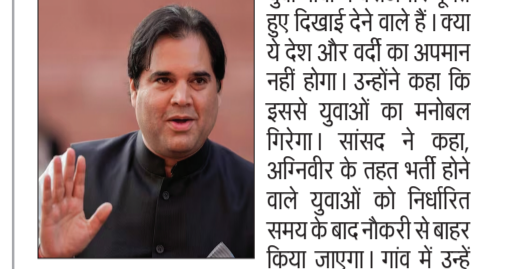 हुए दिखाई देने वाले हैं। क्या
ये देश और वर्दी का अपमान
नहीं होगा। उन्होंने कहा कि
इससे युवाओं का मनोबल
गिरेगा। सांसद ने कहा,
अग्निवीर के तहत भर्ती होने
वाले युवाओं को निर्धारित
समय के बाद नौकरी से बाहर
किया जाएगा। गांव में उन्हें